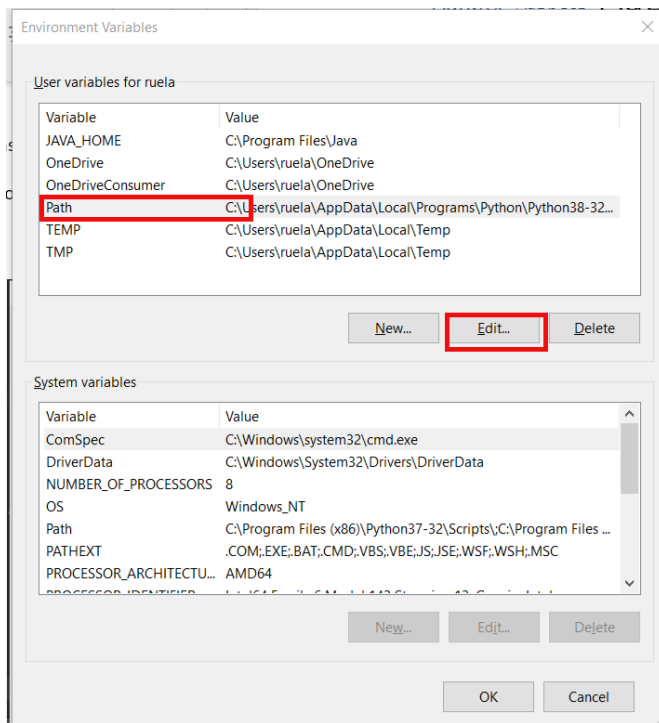 Environment Variables
User variables for ruela
Variable Value
JAVA_HOME C:\Program Files\Java
OneDrive C:\Users\ruela\OneDrive
OneDriveConsumer C:\Users\ruela\OneDrive
Path C:\Users\ruela\AppData\Local\Programs\Python\Python38-32...
TEMP C:\Users\ruela\AppData\Local\Temp
TMP C:\Users\ruela\AppData\Local\Temp
New... Edit... Delete
System variables
Variable Value
ComSpec C:\Windows\system32\cmd.exe
DriverData C:\Windows\System32\Drivers\DriverData
NUMBER_OF_PROCESSORS 8
OS Windows_NT
Path C:\Program Files (x86)\Python37-32\Scripts\;C:\Program Files ...
PATHEXT .COM;.EXE;.BAT;.CMD;.VBS;.VBE;.JS;.JSE;.WSF;.WSH;.MSC
PROCESSOR_ARCHITECTU... AMD64
New... Edit... Delete
OK Cancel